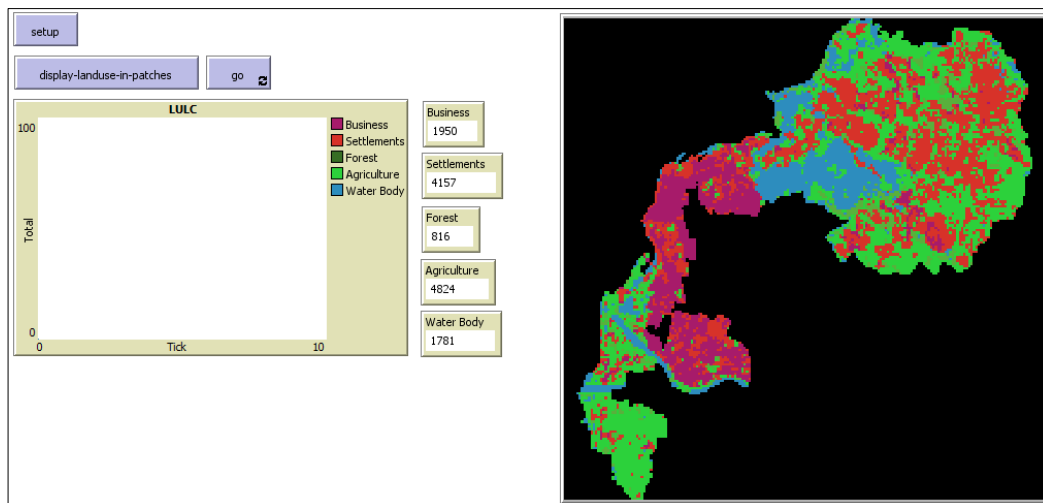 setup
display-landuse-in-patches
go
LULC
100
Total
0
0
Tick
10
Business
Settlements
Forest
Agriculture
Water Body
Business
1950
Settlements
4157
Forest
816
Agriculture
4824
Water Body
1781